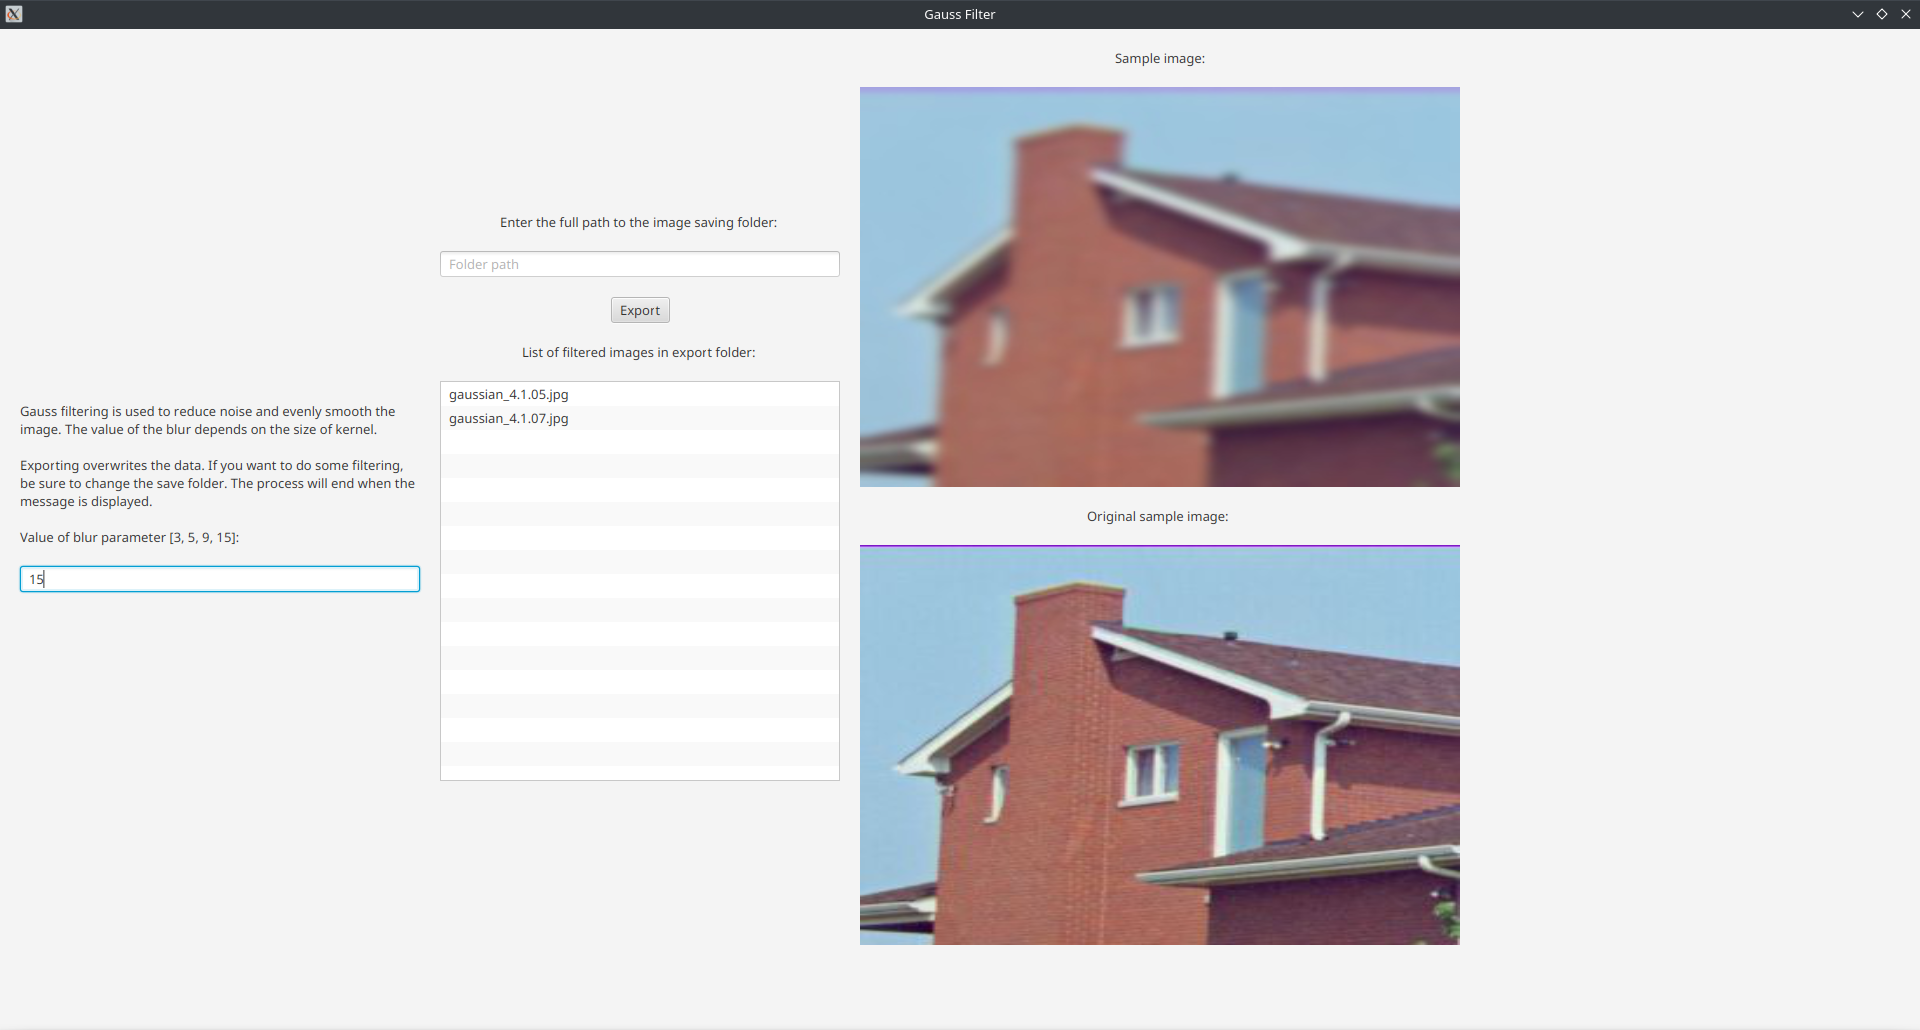 Gauss Filter
Gauss filtering is used to reduce noise and evenly smooth the
image. The value of the blur depends on the size of kernel.
Exporting overwrites the data. If you want to do some filtering,
be sure to change the save folder. The process will end when the
message is displayed.
Value of blur parameter [3, 5, 9, 15]:
15
Enter the full path to the image saving folder:
Folder path
Export
List of filtered images in export folder:
gaussian_4.1.05.jpg
gaussian_4.1.07.jpg
Sample image:
Original sample image: